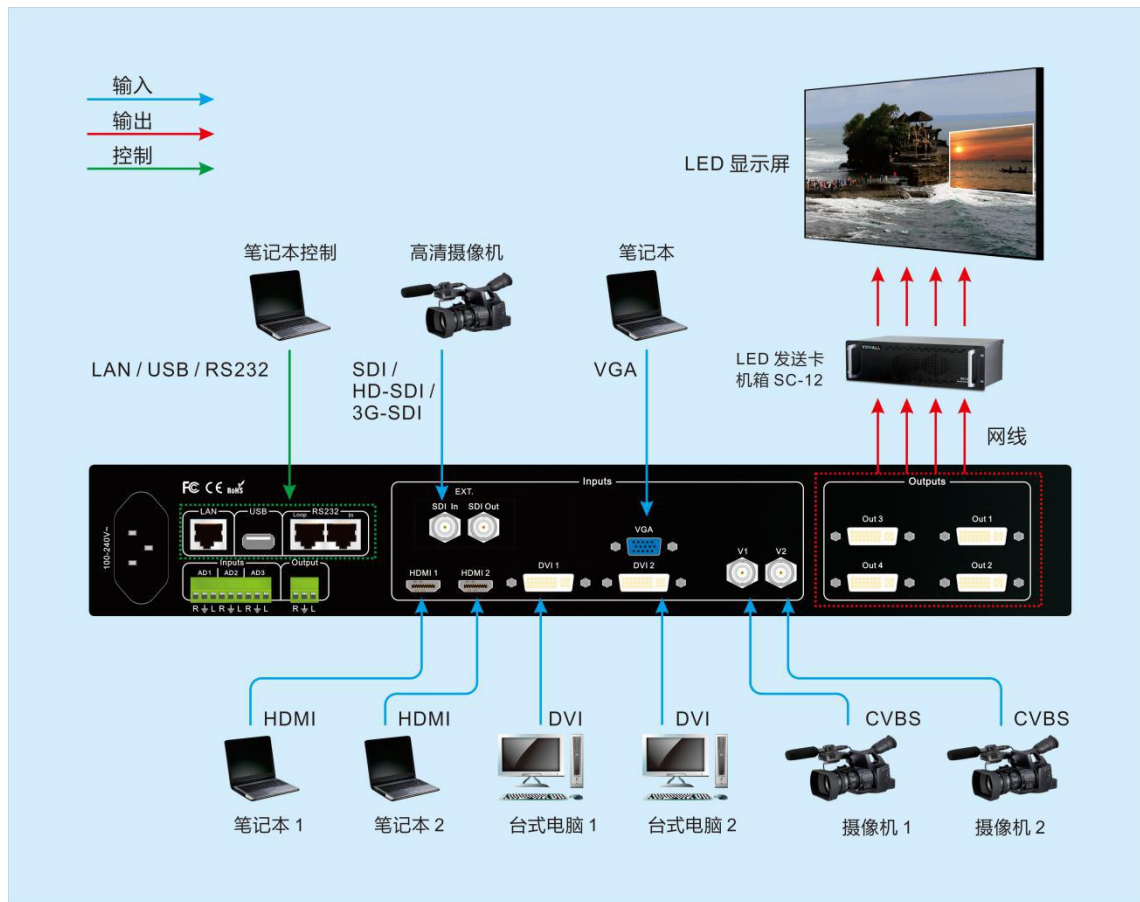 输入
输出
控制
LED 显示屏
笔记本控制
高清摄像机
笔记本
LAN / USB / RS232
SDI /
HD-SDI /
3G-SDI
VGA
LED 发送卡
机箱 SC-12
网线
FC CE RoHS
100-240V~
LAN
USB
Loop
RS232
In
Inputs
AD1
AD2
AD3
R L R L R L
Output
R L
Inputs
EXT.
SDI In
SDI Out
VGA
HDMI 1
HDMI 2
DVI 1
DVI 2
V1
V2
Outputs
Out 3
Out 1
Out 4
Out 2
HDMI
HDMI
DVI
DVI
CVBS
CVBS
笔记本 1
笔记本 2
台式电脑 1
台式电脑 2
摄像机 1
摄像机 2